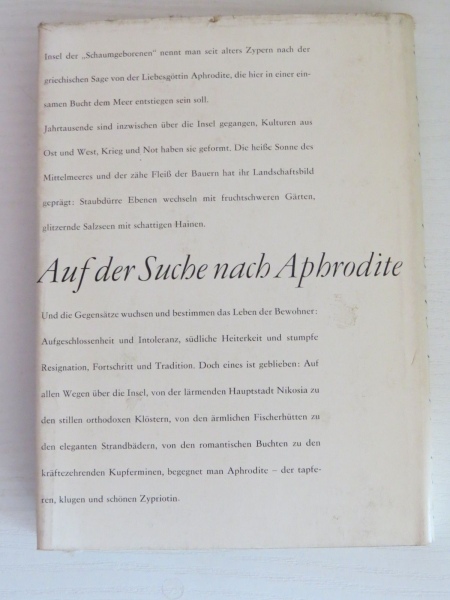 Insel der „Schaumgeborenen“ nennt man seit alters Zypern nach der
griechischen Sage von der Liebesgöttin Aphrodite, die hier in einer ein-
samen Bucht dem Meer entstiegen sein soll.
Jahrtausende sind inzwischen über die Insel gegangen, Kulturen aus
Ost und West, Krieg und Not haben sie geformt. Die heiße Sonne des
Mittelmeeres und der zähe Fleiß der Bauern hat ihr Landschaftsbild
geprägt: Staubdürre Ebenen wechseln mit fruchtschweren Gärten,
glitzernde Salzseen mit schattigen Hainen.
Auf der Suche nach Aphrodite
Und die Gegensätze wuchsen und bestimmen das Leben der Bewohner:
Aufgeschlossenheit und Intoleranz, südliche Heiterkeit und stumpfe
Resignation, Fortschritt und Tradition. Doch eines ist geblieben: Auf
allen Wegen über die Insel, von der lärmenden Hauptstadt Nikosia zu
den stillen orthodoxen Klöstern, von den ärmlichen Fischerhütten zu
den eleganten Strandbädern, von den romantischen Buchten zu den
kräftezehrenden Kupferminen, begegnet man Aphrodite – der tapfe-
ren, klugen und schönen Zypriotin.